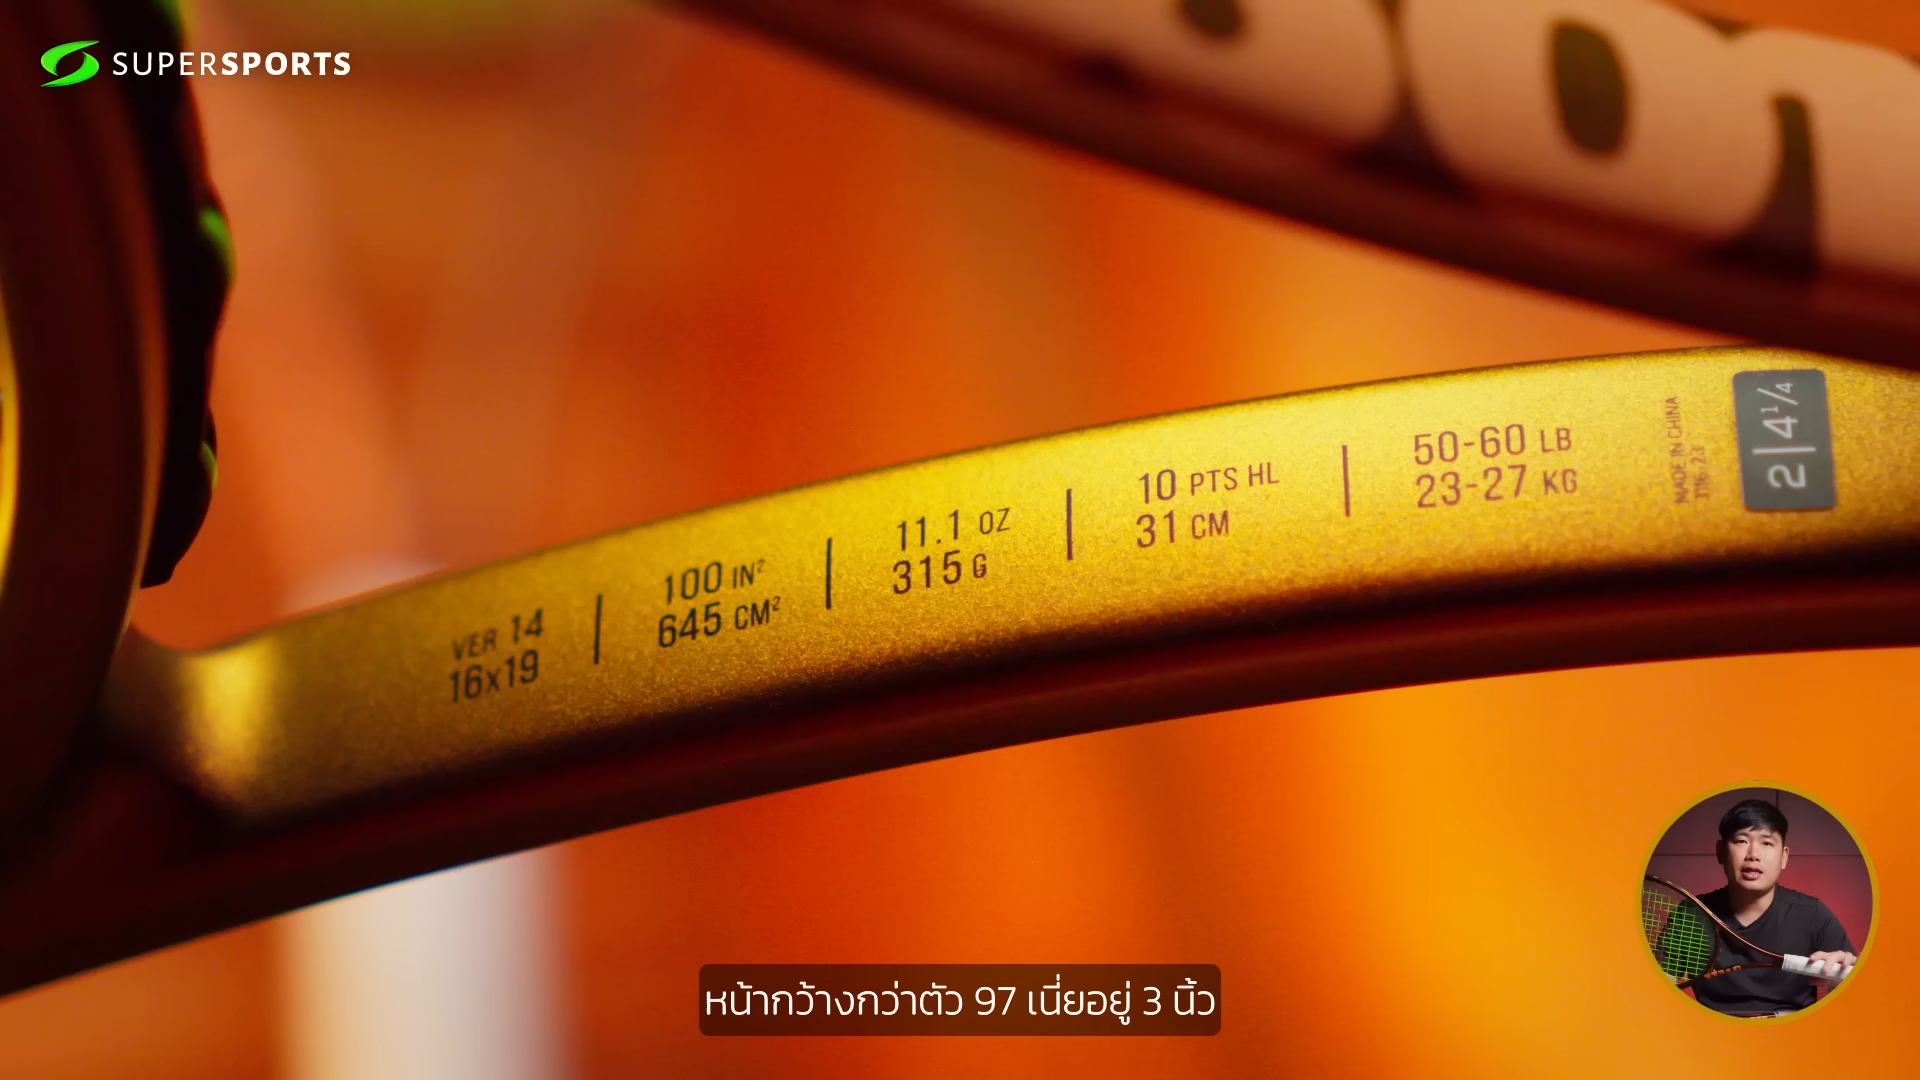 SUPERSPORTS
VER 14
16x19
100 IN²
645 CM²
11.1 OZ
315 G
10 PTS HL
31 CM
50-60 LB
23-27 KG
MADE IN CHINA
2|4¼
หน้ากว้างกว่าตัว 97 เนี่ยอยู่ 3 นิ้ว